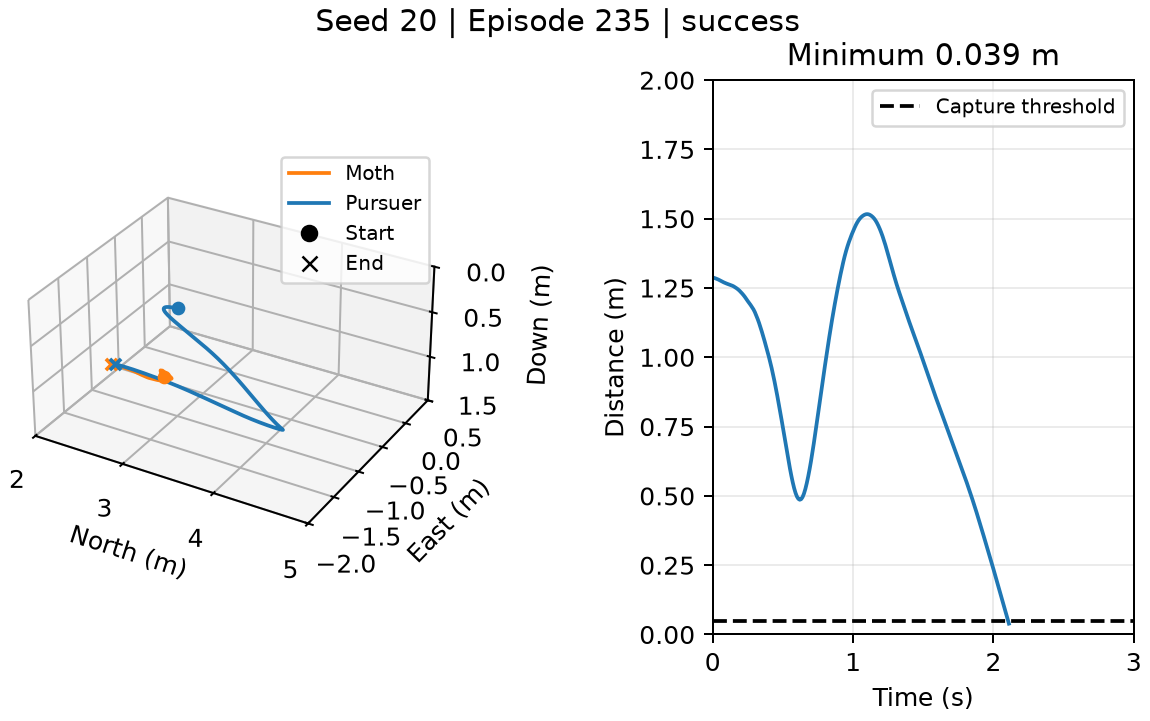 Seed 20 | Episode 235 | success
Moth
Pursuer
Start
End
0.0
0.5
1.0
1.5
Down (m)
0.5
0.0
−0.5
−1.0
−1.5
−2.0
East (m)
2
3
4
5
North (m)
Minimum 0.039 m
Capture threshold
2.00
1.75
1.50
1.25
1.00
0.75
0.50
0.25
0.00
Distance (m)
0
1
2
3
Time (s)